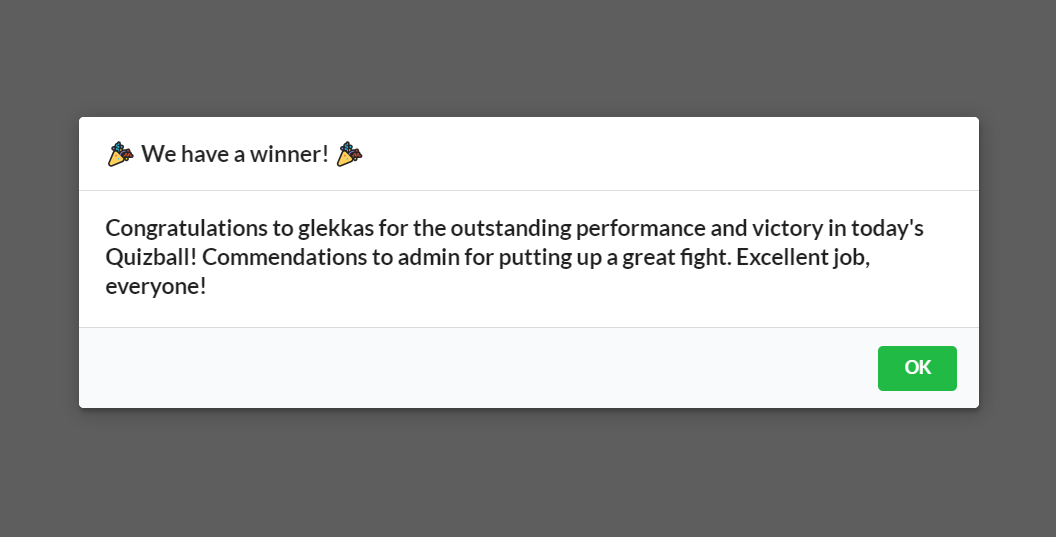 🎉 We have a winner! 🎉
Congratulations to glekkas for the outstanding performance and victory in today's
Quizball! Commendations to admin for putting up a great fight. Excellent job,
everyone!
OK